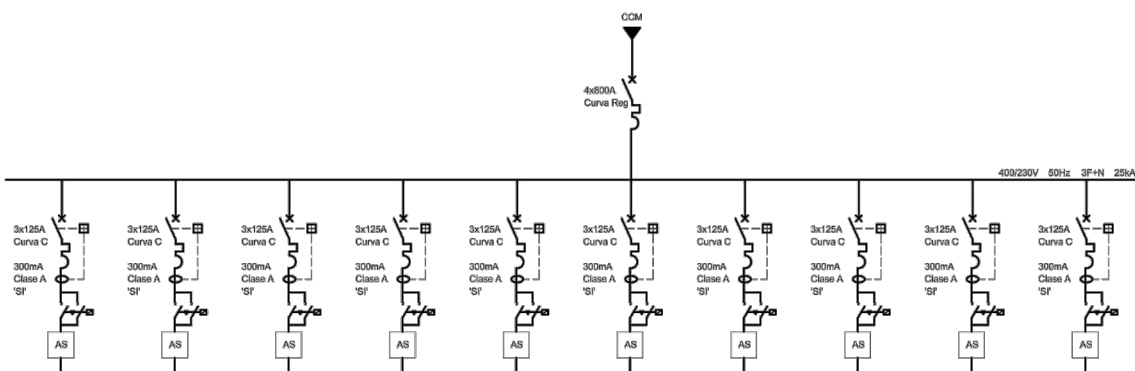 CCM
4x800A
Curva Reg
400/230V 50Hz 3F+N 25kA
3x125A
Curva C
300mA
Clase A
'SI'
AS
3x125A
Curva C
300mA
Clase A
'SI'
AS
3x125A
Curva C
300mA
Clase A
'SI'
AS
3x125A
Curva C
300mA
Clase A
'SI'
AS
3x125A
Curva C
300mA
Clase A
'SI'
AS
3x125A
Curva C
300mA
Clase A
'SI'
AS
3x125A
Curva C
300mA
Clase A
'SI'
AS
3x125A
Curva C
300mA
Clase A
'SI'
AS
3x125A
Curva C
300mA
Clase A
'SI'
AS
3x125A
Curva C
300mA
Clase A
'SI'
AS